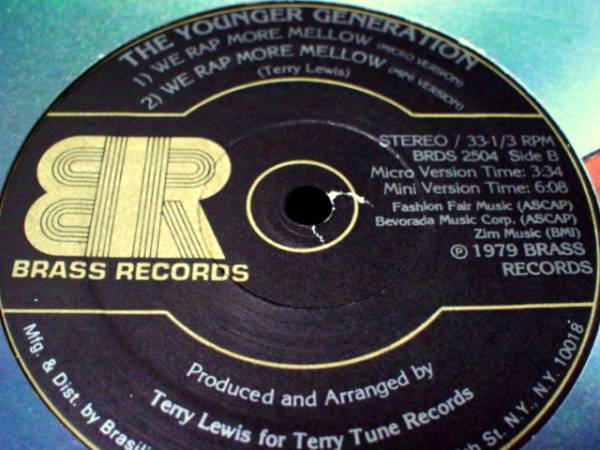 THE YOUNGER GENERATION
1) WE RAP MORE MELLOW (MICRO VERSION)
2) WE RAP MORE MELLOW (MINI VERSION)
(Terry Lewis)
STEREO / 33-1/3 RPM
BRDS 2504 Side B
Micro Version Time: 3:34
Mini Version Time: 6:08
Fashion Fair Music (ASCAP)
Bevorada Music Corp. (ASCAP)
Zim Music (BMI)
℗ 1979 BRASS
RECORDS
BR
BRASS RECORDS
Produced and Arranged by
Terry Lewis for Terry Tune Records
Mfg. & Dist. by St. N.Y., N.Y. 10018